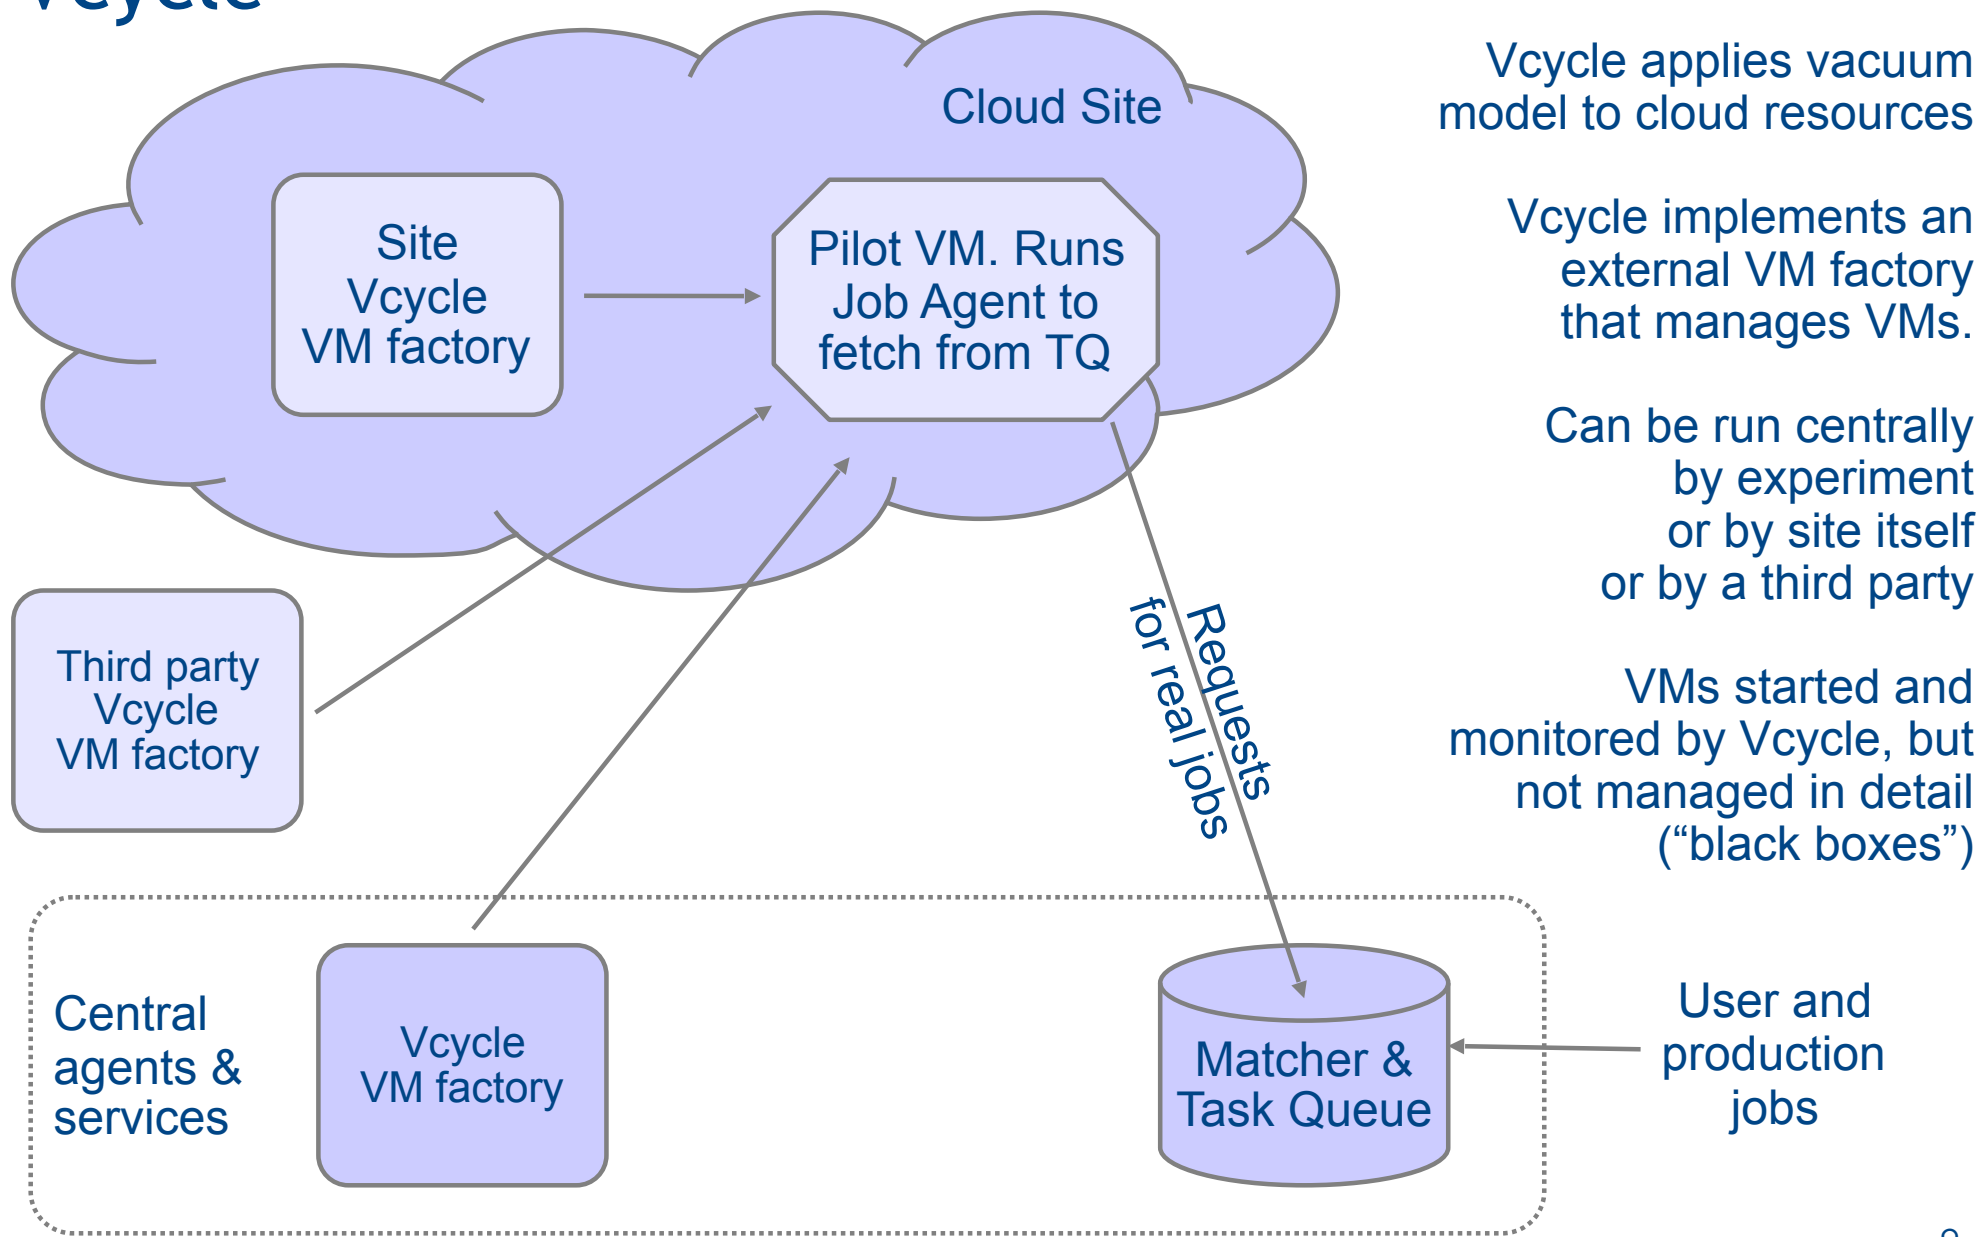 Vcycle
Cloud Site
Site
Vcycle
VM factory
Pilot VM. Runs
Job Agent to
fetch from TQ
Third party
Vcycle
VM factory
Requests
for real jobs
Central
agents &
services
Vcycle
VM factory
Matcher &
Task Queue
User and
production
jobs
Vcycle applies vacuum
model to cloud resources
Vcycle implements an
external VM factory
that manages VMs.
Can be run centrally
by experiment
or by site itself
or by a third party
VMs started and
monitored by Vcycle, but
not managed in detail
(“black boxes”)